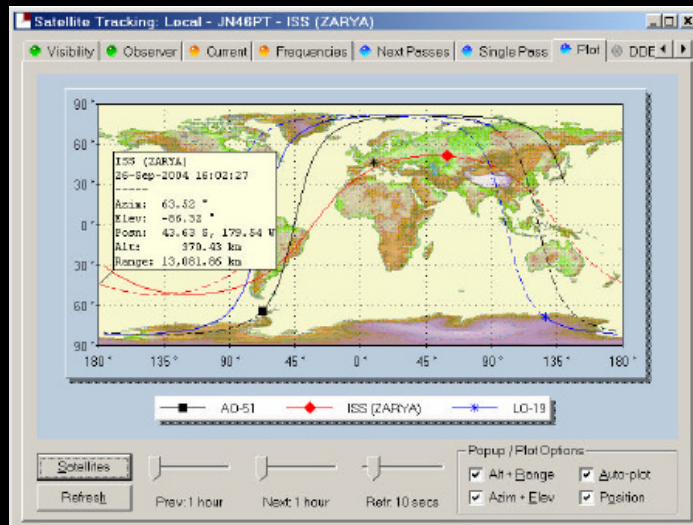 Satellite Tracking: Local - JN46PT - ISS (ZARYA)
Visibility Observer Current Frequencies Next Passes Single Pass Plot DDE
90 °
60 °
30 °
0 °
30 °
60 °
90 °
ISS (ZARYA)
26-Sep-2004 16:02:27
-----
Azim: 63.52 °
Elev: -86.32 °
Posn: 43.63 S, 179.54 W
Alt: 370.43 km
Range: 13,081.86 km
180 ° 135 ° 90 ° 45 ° 0 ° 45 ° 90 ° 135 ° 180 °
AO-51 ISS (ZARYA) LO-19
Satellites
Refresh
Prev: 1 hour
Next: 1 hour
Refr: 10 secs
Popup / Plot Options
Alt + Range
Auto-plot
Azim + Elev
Position